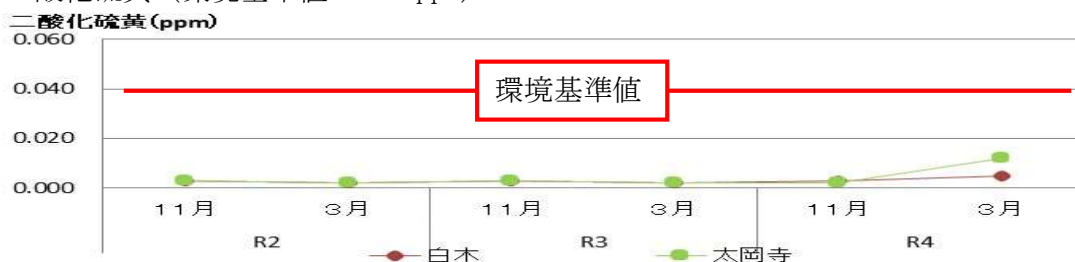 二酸化硫黄(ppm)
0.060
0.040
環境基準値
0.020
0.000
11月 3月 11月 3月 11月 3月
R2 R3 R4
白木 太岡寺